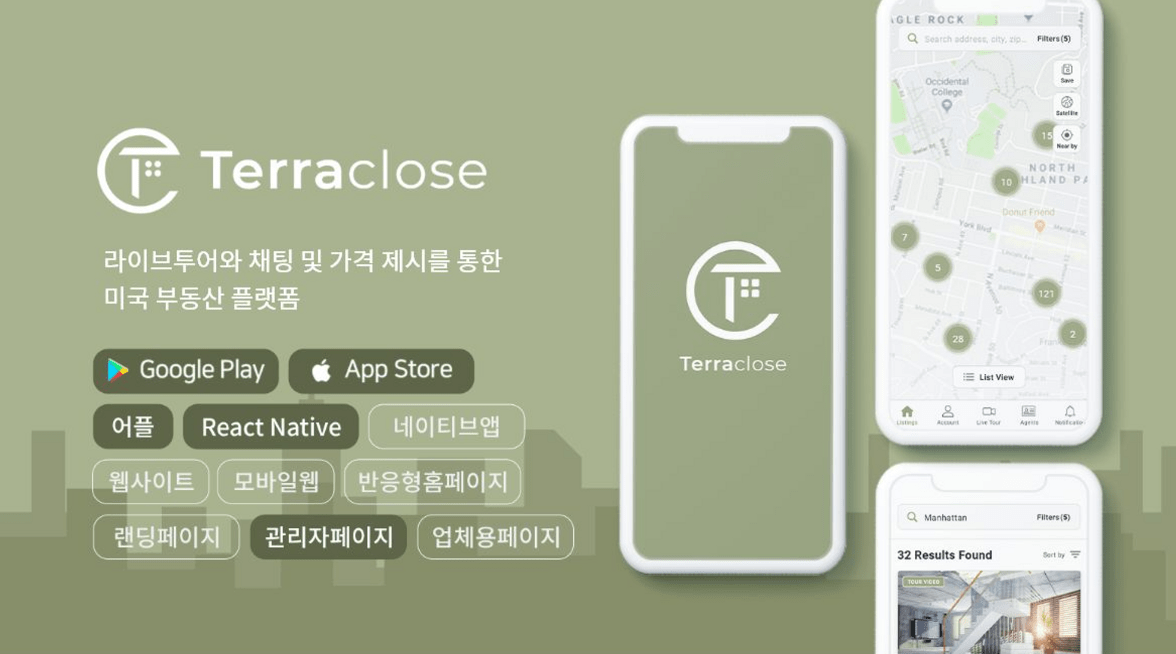 Terraclose
라이브투어와 채팅 및 가격 제시를 통한
미국 부동산 플랫폼
Google Play
App Store
어플
React Native
네이티브앱
웹사이트
모바일웹
반응형홈페이지
랜딩페이지
관리자페이지
업체용페이지
Terraclose
GLE ROCK
Search address, city, zip...
Filters (5)
Save
Occidental
College
Satellite
15
Near by
NORTH
HLAND PA
10
Donut Friend
York Blvd
7
5
121
28
2
List View
Listings
Account
Live Tour
Agents
Notification
Manhattan
Filters (5)
32 Results Found
Sort by
TOUR VIDEO